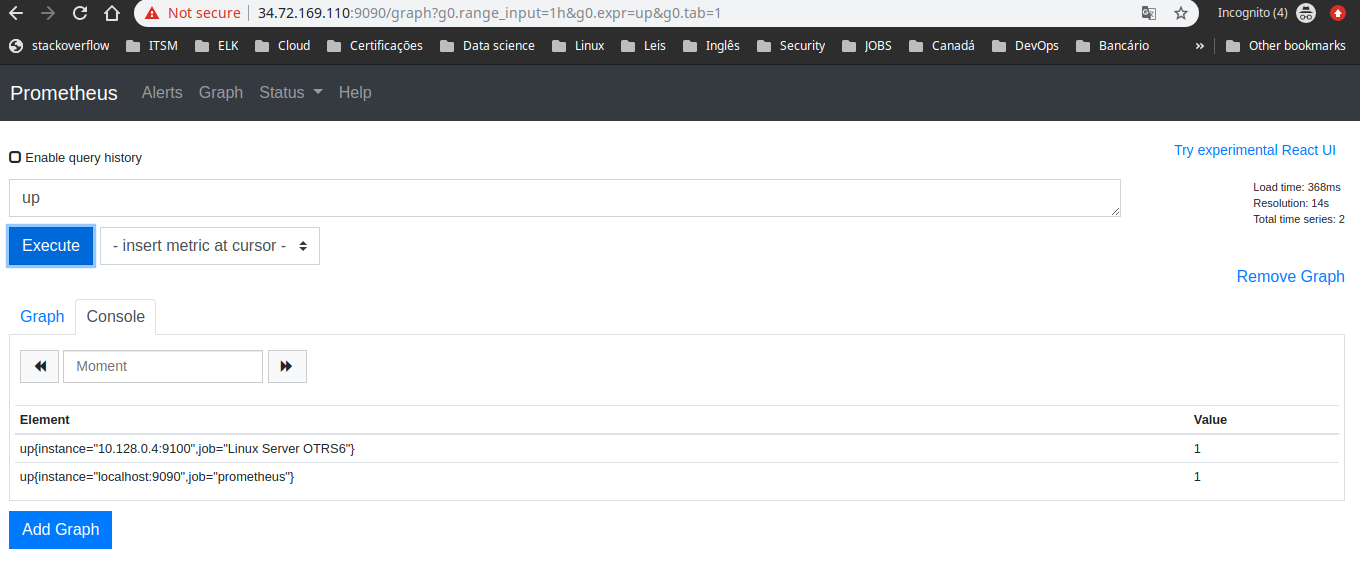 Not secure 34.72.169.110:9090/graph?g0.range_input=1h&g0.expr=up&g0.tab=1 Incognito (4)
stackoverflow ITSM ELK Cloud Certificações Data science Linux Leis Inglês Security JOBS Canadá DevOps Bancário » Other bookmarks
Prometheus Alerts Graph Status Help
Enable query history
Try experimental React UI
up
Load time: 368ms
Resolution: 14s
Total time series: 2
Execute
- insert metric at cursor -
Remove Graph
Graph Console
Moment
Element Value
up{instance="10.128.0.4:9100",job="Linux Server OTRS6"} 1
up{instance="localhost:9090",job="prometheus"} 1
Add Graph